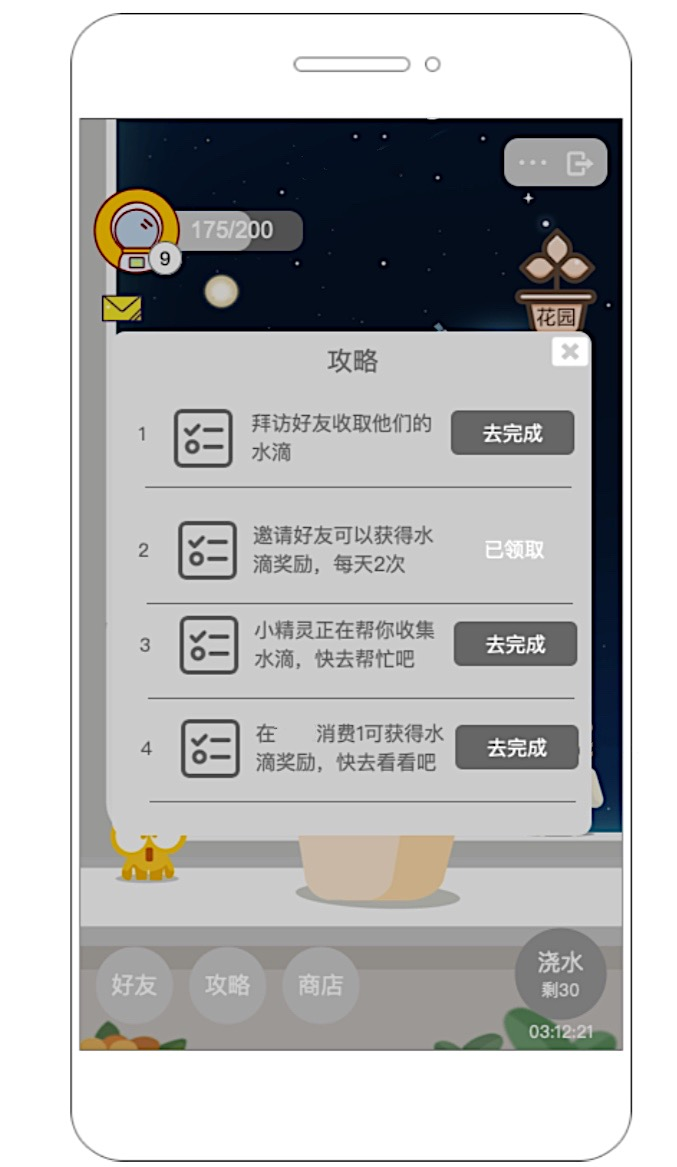 175/200
9
花园
攻略
1
拜访好友收取他们的
水滴
去完成
2
邀请好友可以获得水
滴奖励，每天2次
已领取
3
小精灵正在帮你收集
水滴，快去帮忙吧
去完成
4
在 消费1可获得水
滴奖励，快去看看吧
去完成
好友
攻略
商店
浇水
剩30
03:12:21